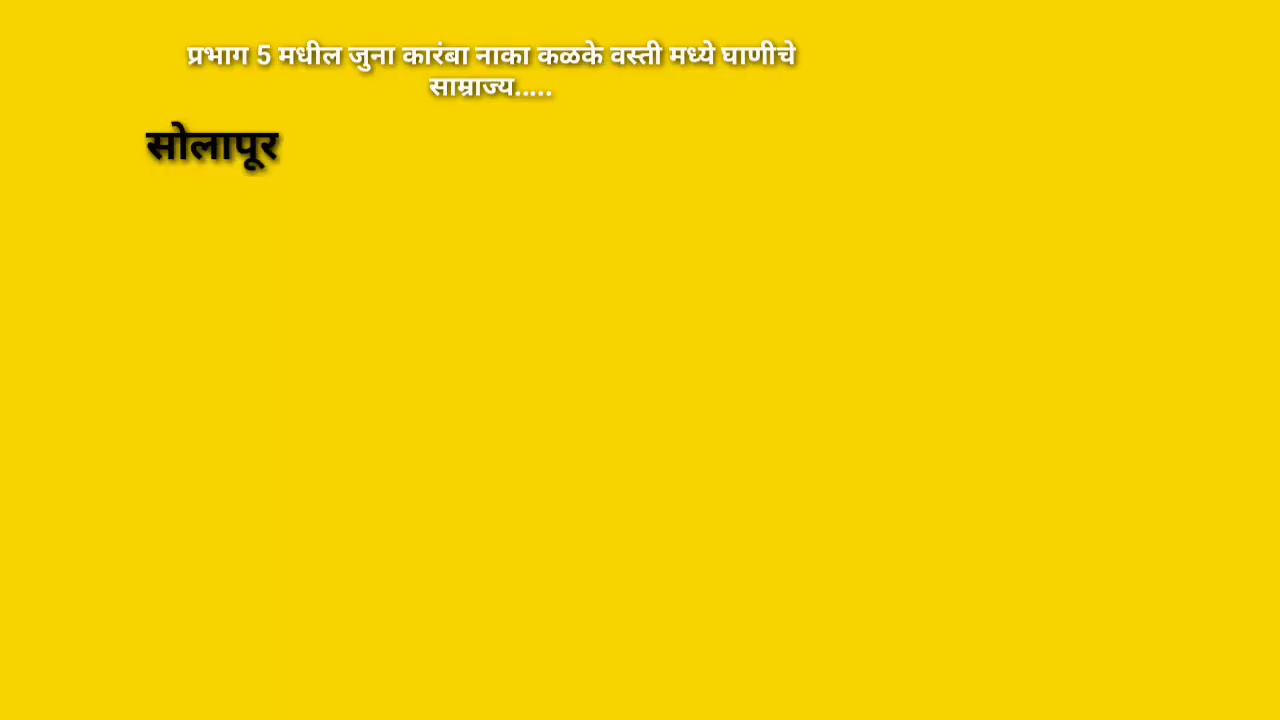 प्रभाग 5 मधील जुना कारंबा नाका कळके वस्ती मध्ये घाणीचे
साम्राज्य.....
सोलापूर